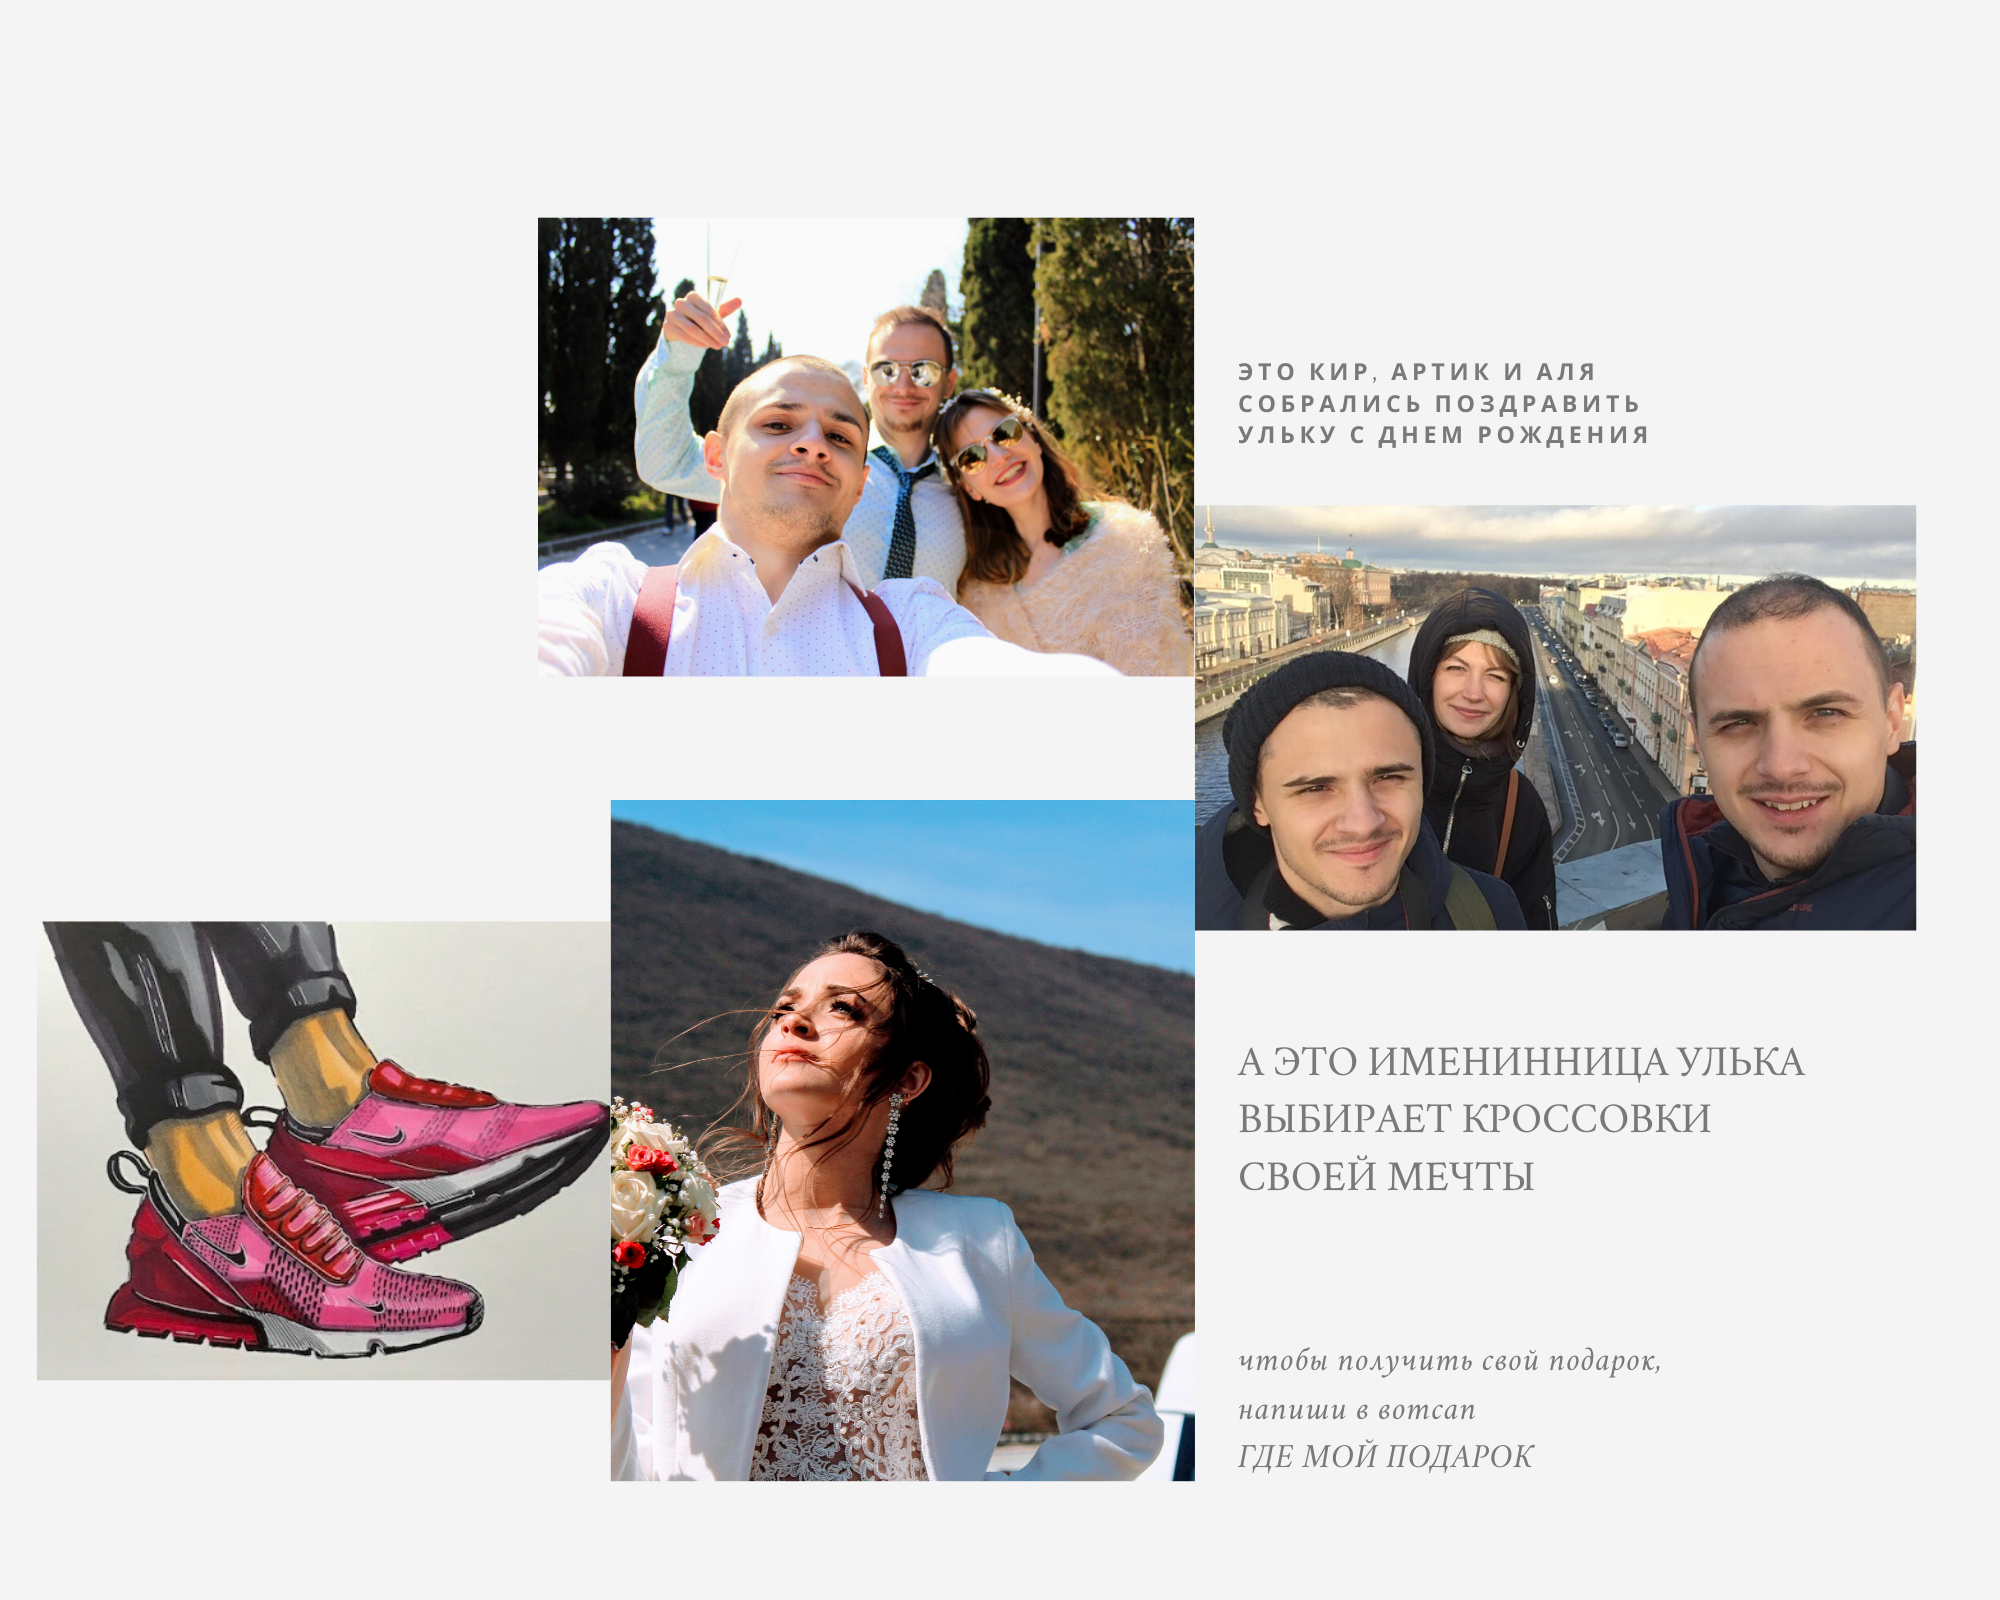 ЭТО КИР, АРТИК И АЛЯ
СОБРАЛИСЬ ПОЗДРАВИТЬ
УЛЬКУ С ДНЕМ РОЖДЕНИЯ
А ЭТО ИМЕНИННИЦА УЛЬКА
ВЫБИРАЕТ КРОССОВКИ
СВОЕЙ МЕЧТЫ
чтобы получить свой подарок,
напиши в вотсап
ГДЕ МОЙ ПОДАРОК